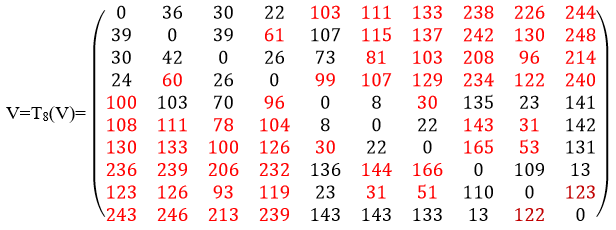 0 36 30 22 103 111 133 238 226 244
39 0 39 61 107 115 137 242 130 248
30 42 0 26 73 81 103 208 96 214
24 60 26 0 99 107 129 234 122 240
V=T₈(V)= 100 103 70 96 0 8 30 135 23 141
108 111 78 104 8 0 22 143 31 142
130 133 100 126 30 22 0 165 53 131
236 239 206 232 136 144 166 0 109 13
123 126 93 119 23 31 51 110 0 123
243 246 213 239 143 143 133 13 122 0